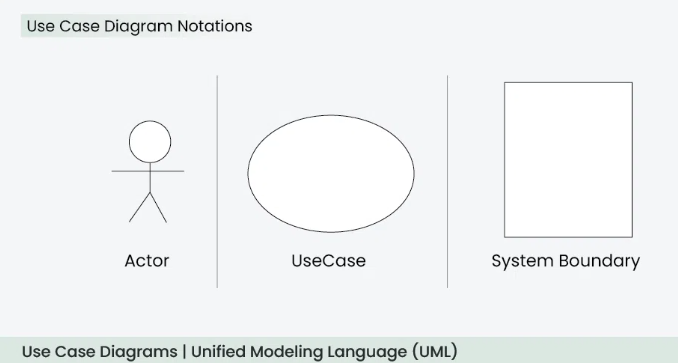 Use Case Diagram Notations
Actor
UseCase
System Boundary
Use Case Diagrams | Unified Modeling Language (UML)